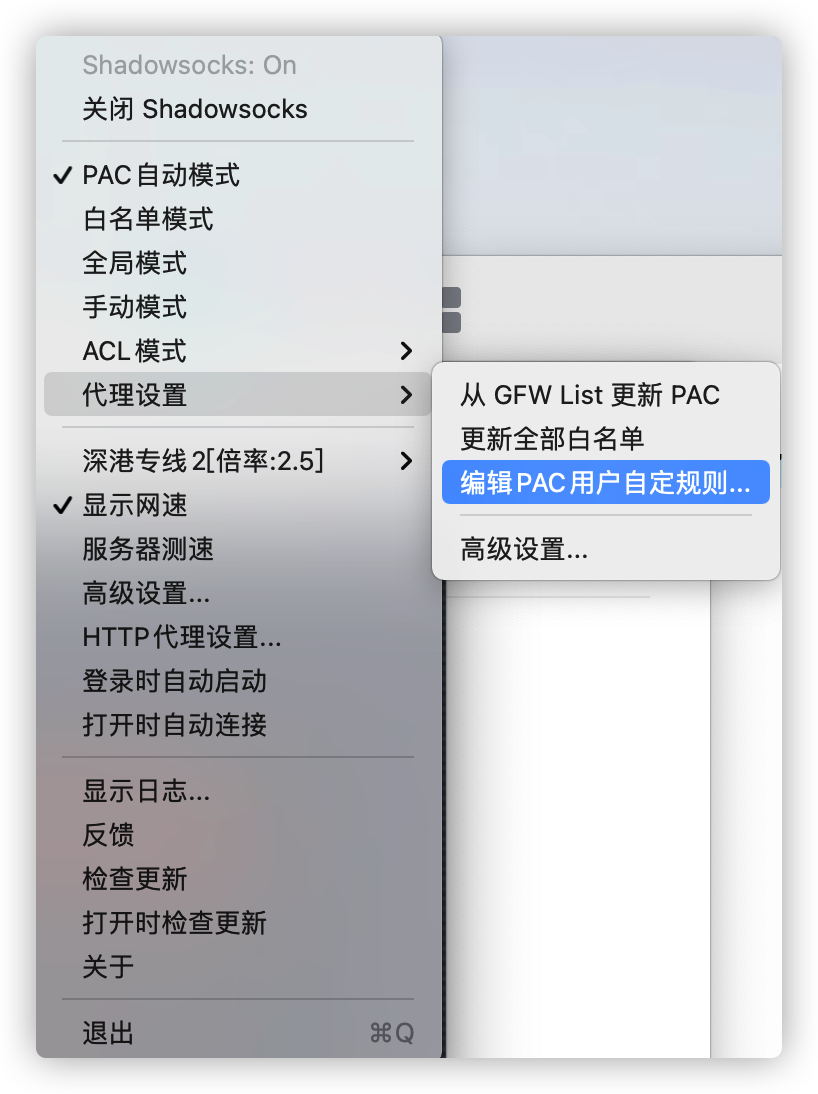 Shadowsocks: On
关闭 Shadowsocks
PAC自动模式
白名单模式
全局模式
手动模式
ACL模式
代理设置
从 GFW List 更新 PAC
更新全部白名单
编辑PAC用户自定规则...
高级设置...
深港专线2[倍率:2.5]
显示网速
服务器测速
高级设置...
HTTP代理设置...
登录时自动启动
打开时自动连接
显示日志...
反馈
检查更新
打开时检查更新
关于
退出 ⌘Q